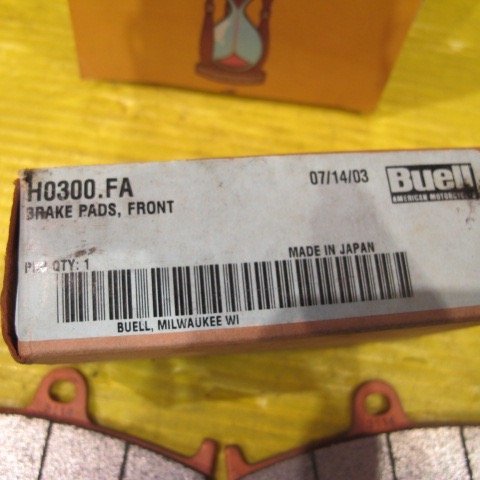 H0300.FA
07/14/03
Buell
AMERICAN MOTORCYCLES
BRAKE PADS, FRONT
QTY: 1
MADE IN JAPAN
BUELL, MILWAUKEE WI